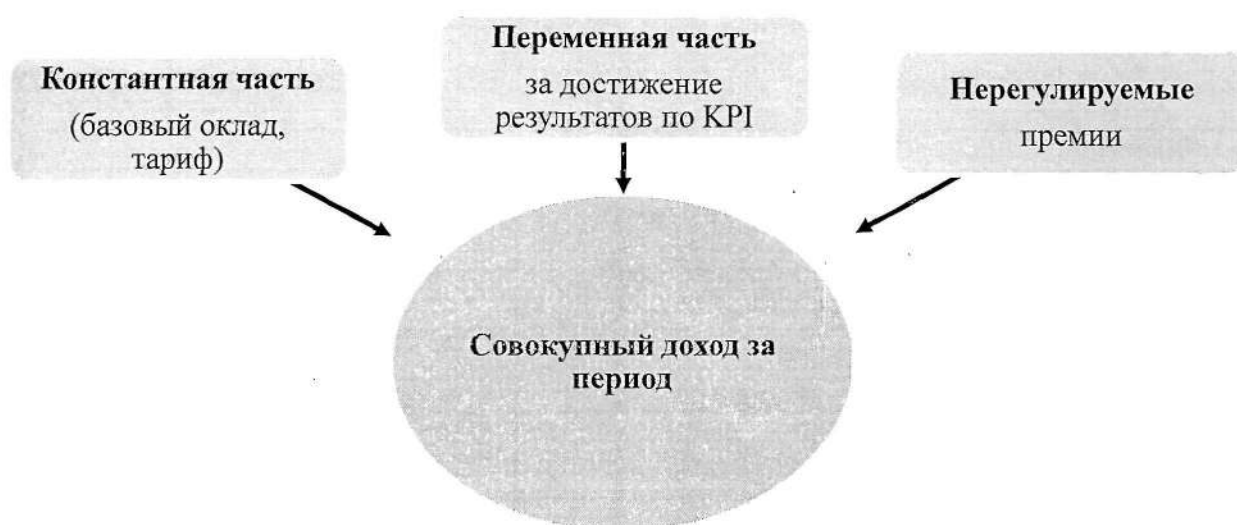 Константная часть
(базовый оклад,
тариф)
Переменная часть
за достижение
результатов по KPI
Нерегулируемые
премии
Совокупный доход за
период